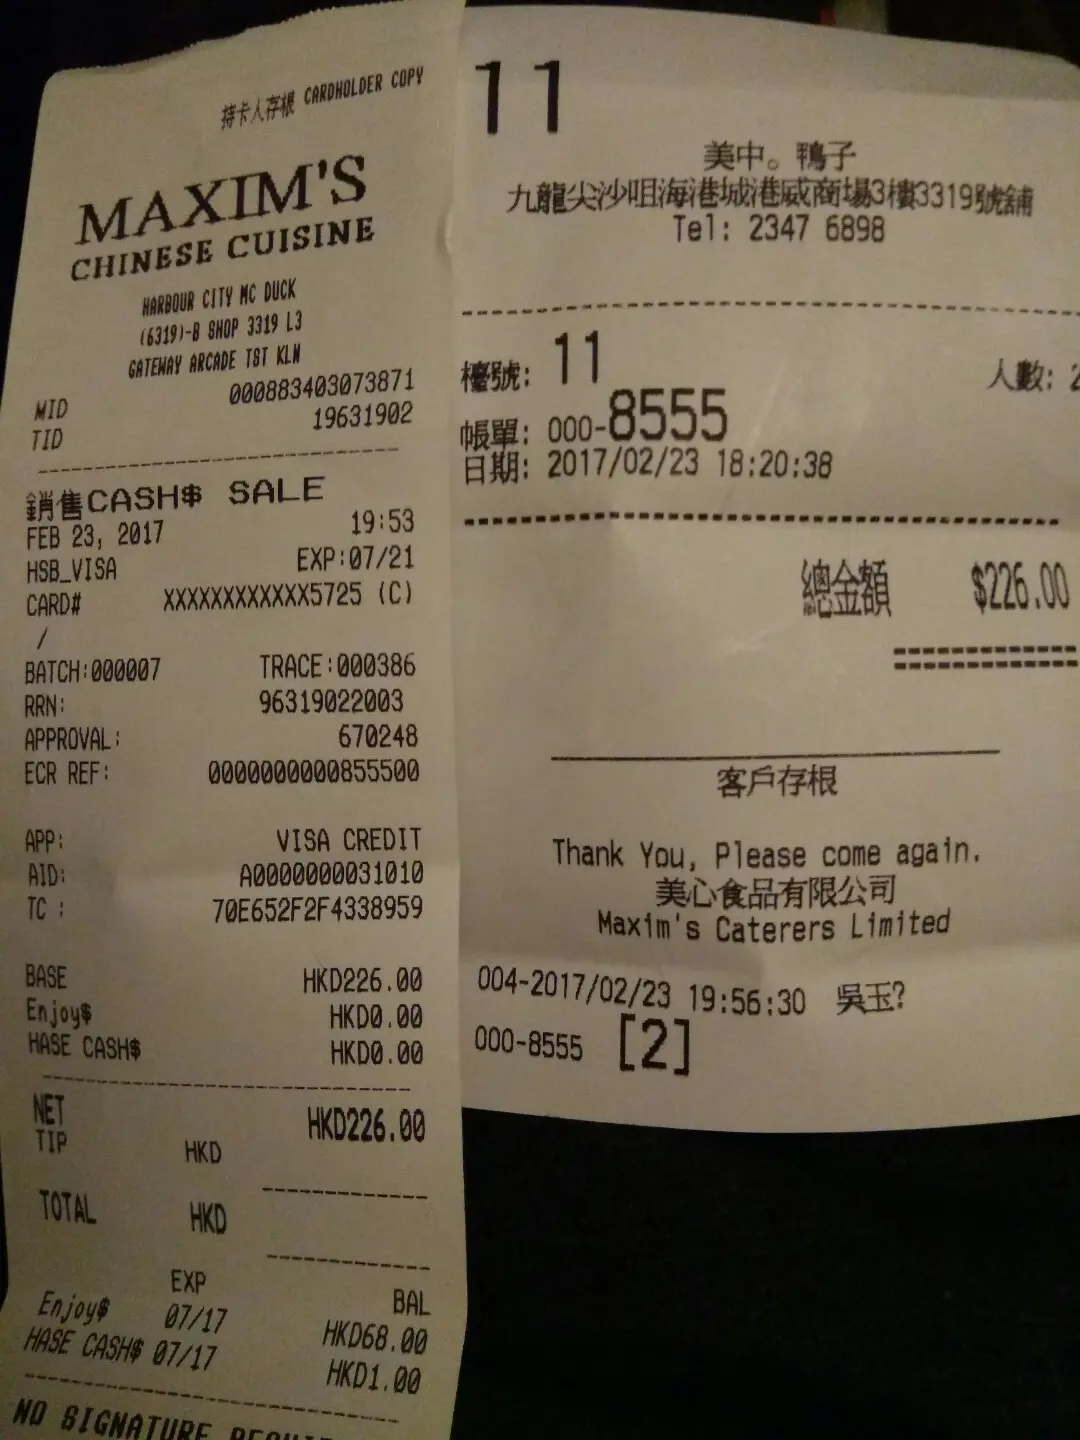 持卡人存根 CARDHOLDER COPY
MAXIM'S
CHINESE CUISINE
HARBOUR CITY MC DUCK
(6319)-B SHOP 3319 L3
GATEWAY ARCADE TST KLN
MID 000883403073871
TID 19631902
銷售CASH$ SALE
FEB 23, 2017 19:53
HSB_VISA EXP:07/21
CARD# XXXXXXXXXXXX5725 (C)
/
BATCH:000007 TRACE:000386
RRN: 96319022003
APPROVAL: 670248
ECR REF: 0000000000855500
APP: VISA CREDIT
AID: A0000000031010
TC : 70E652F2F4338959
BASE HKD226.00
Enjoy$ HKD0.00
HASE CASH$ HKD0.00
NET HKD226.00
TIP HKD
TOTAL HKD
EXP BAL
Enjoy$ 07/17 HKD68.00
HASE CASH$ 07/17 HKD1.00
NO SIGNATURE
11
美中。鴨子
九龍尖沙咀海港城港威商場3樓3319號舖
Tel: 2347 6898
檯號: 11 人數: 2
帳單: 000-8555
日期: 2017/02/23 18:20:38
總金額 $226.00
客戶存根
Thank You, Please come again.
美心食品有限公司
Maxim's Caterers Limited
004-2017/02/23 19:56:30 吳玉?
000-8555 [2]